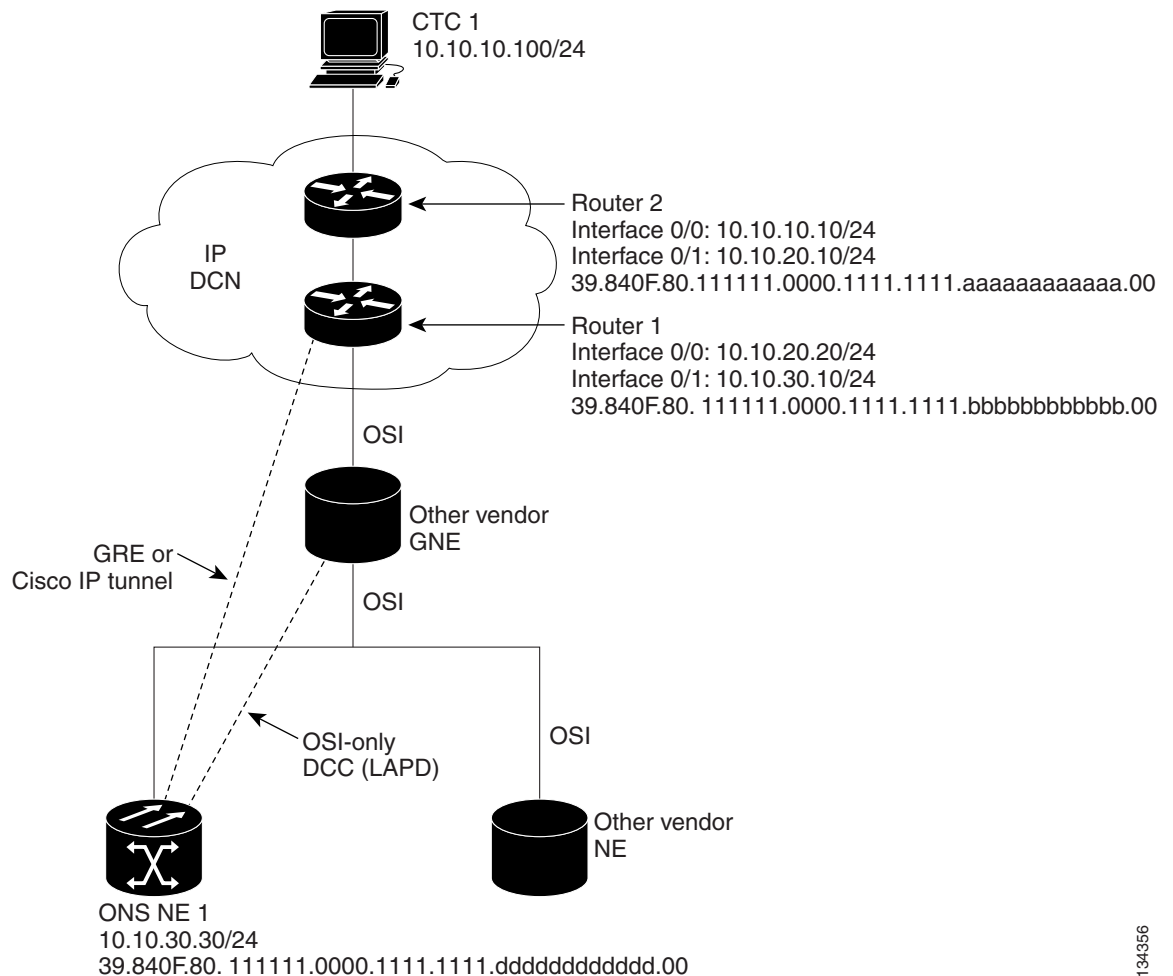 CTC 1
10.10.10.100/24
Router 2
Interface 0/0: 10.10.10.10/24
Interface 0/1: 10.10.20.10/24
39.840F.80.111111.0000.1111.1111.aaaaaaaaaaaa.00
IP
DCN
Router 1
Interface 0/0: 10.10.20.20/24
Interface 0/1: 10.10.30.10/24
39.840F.80. 111111.0000.1111.1111.bbbbbbbbbbbb.00
OSI
Other vendor
GNE
GRE or
Cisco IP tunnel
OSI
OSI-only
DCC (LAPD)
OSI
Other vendor
NE
ONS NE 1
10.10.30.30/24
39.840F.80. 111111.0000.1111.1111.dddddddddddd.00
134356